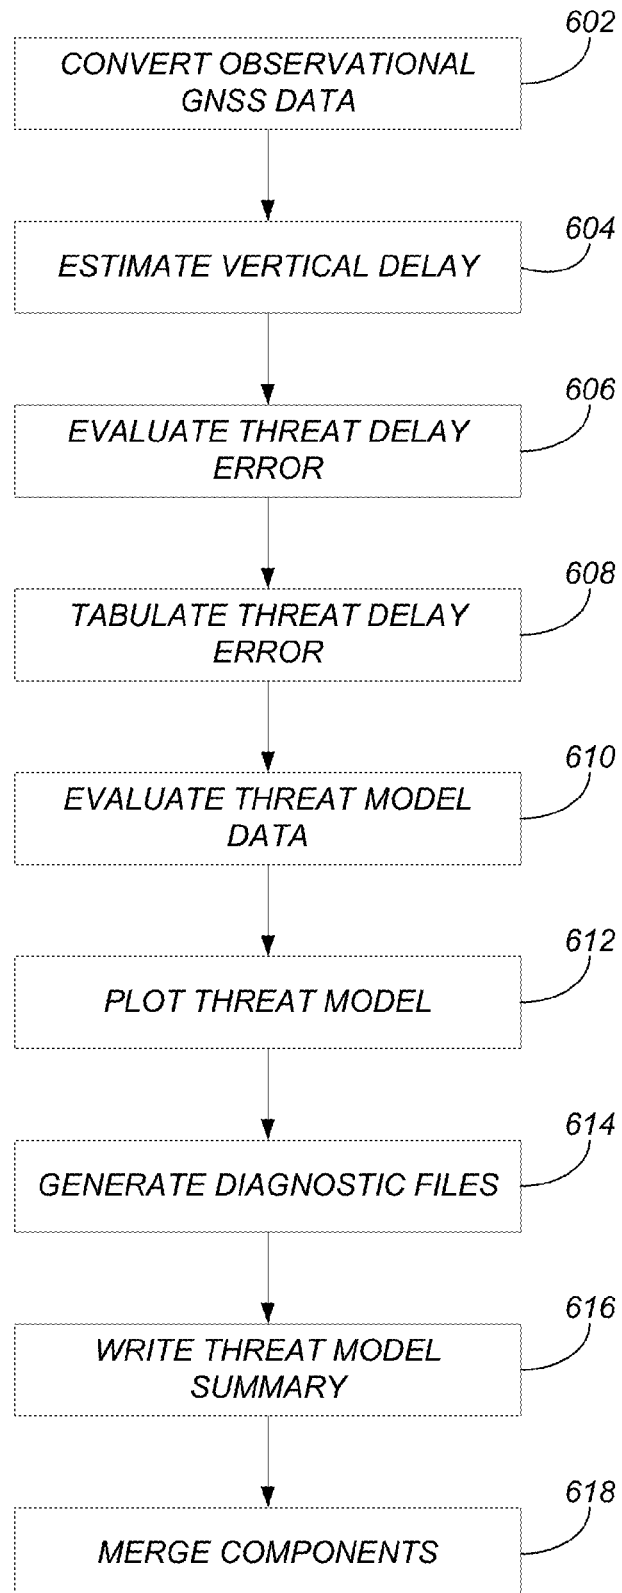 602
CONVERT OBSERVATIONAL
GNSS DATA
604
ESTIMATE VERTICAL DELAY
606
EVALUATE THREAT DELAY
ERROR
608
TABULATE THREAT DELAY
ERROR
610
EVALUATE THREAT MODEL
DATA
612
PLOT THREAT MODEL
614
GENERATE DIAGNOSTIC FILES
616
WRITE THREAT MODEL
SUMMARY
618
MERGE COMPONENTS